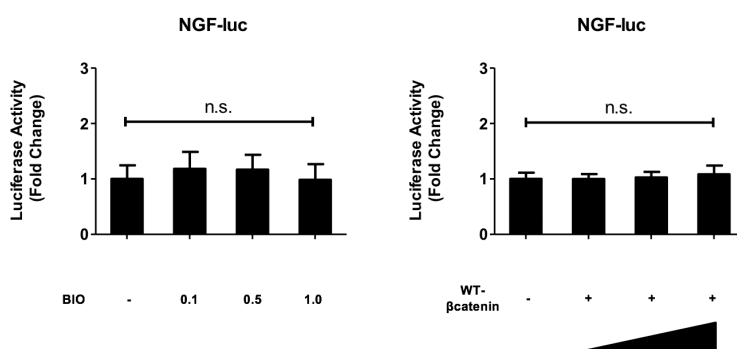 NGF-luc
Luciferase Activity
(Fold Change)
3
2
1
0
n.s.
BIO - 0.1 0.5 1.0
NGF-luc
Luciferase Activity
(Fold Change)
3
2
1
0
n.s.
WT-
βcatenin - + + +